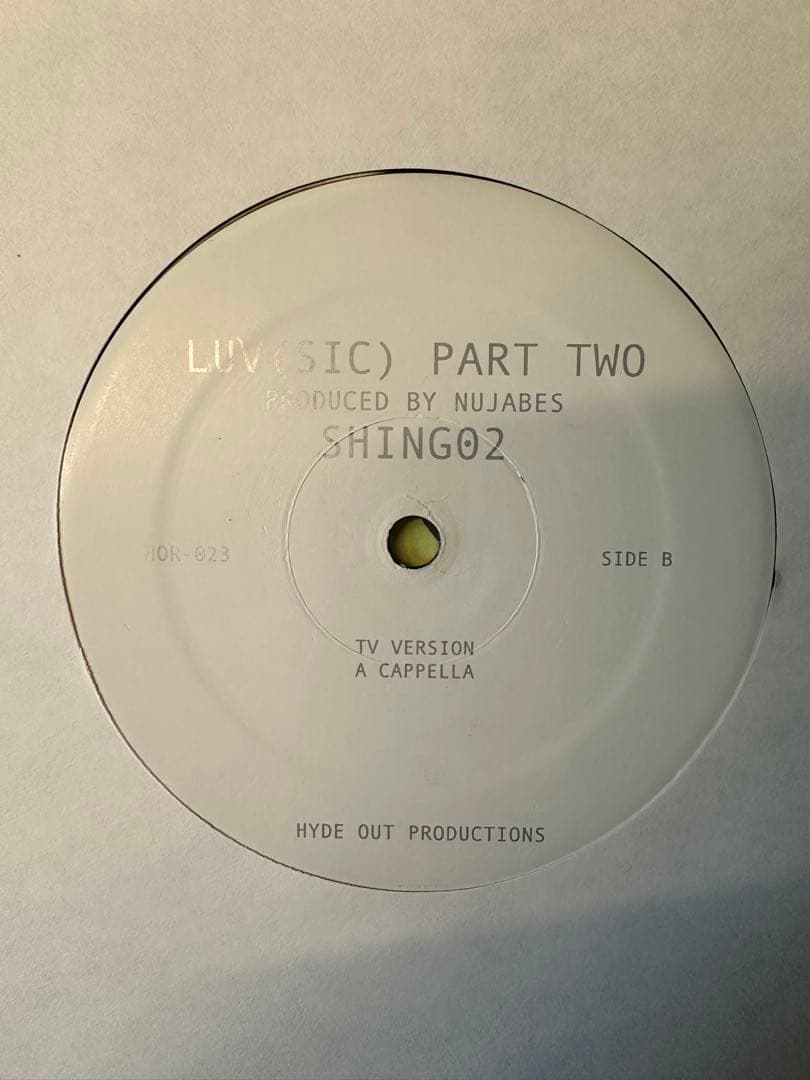 LUV(SIC) PART TWO
PRODUCED BY NUJABES
SHING02
HOR-023
SIDE B
TV VERSION
A CAPPELLA
HYDE OUT PRODUCTIONS